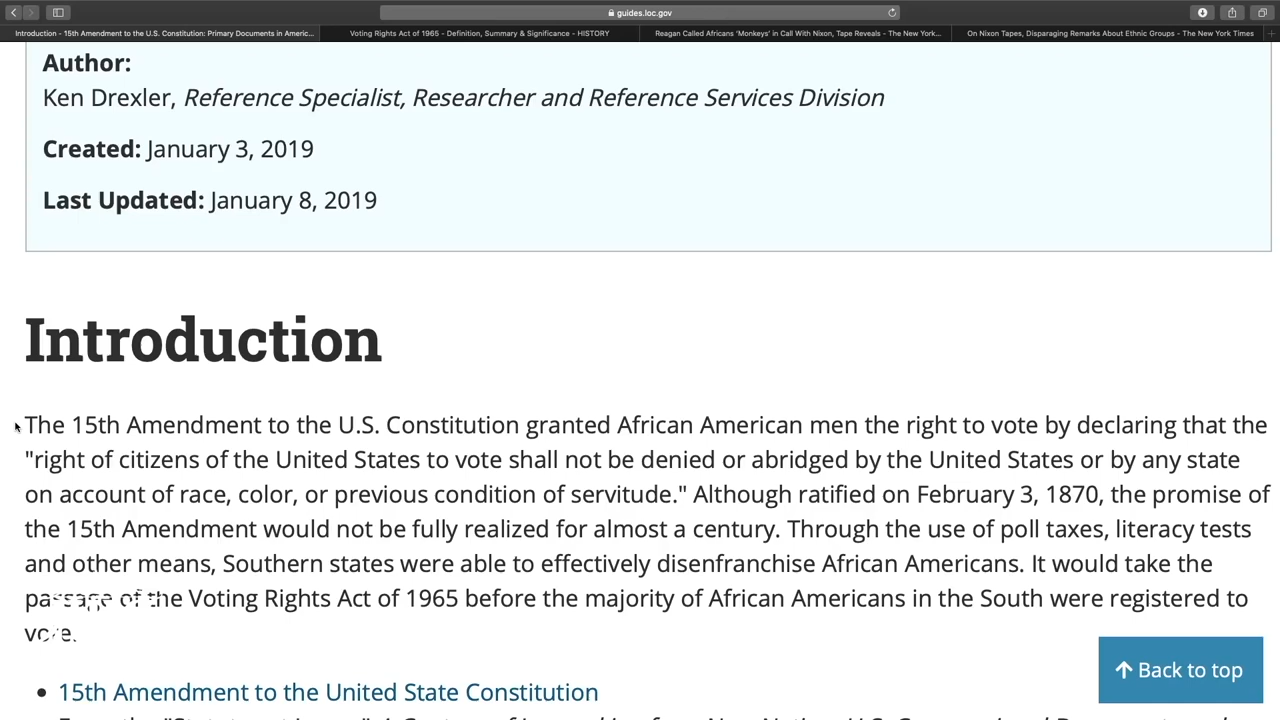 guides.loc.gov
Introduction - 15th Amendment to the U.S. Constitution: Primary Documents in Americ...
Voting Rights Act of 1965 - Definition, Summary & Significance - HISTORY
Reagan Called Africans 'Monkeys' in Call With Nixon, Tape Reveals - The New York...
On Nixon Tapes, Disparaging Remarks About Ethnic Groups - The New York Times
Author:
Ken Drexler, Reference Specialist, Researcher and Reference Services Division
Created: January 3, 2019
Last Updated: January 8, 2019
Introduction
The 15th Amendment to the U.S. Constitution granted African American men the right to vote by declaring that the
"right of citizens of the United States to vote shall not be denied or abridged by the United States or by any state
on account of race, color, or previous condition of servitude." Although ratified on February 3, 1870, the promise of
the 15th Amendment would not be fully realized for almost a century. Through the use of poll taxes, literacy tests
and other means, Southern states were able to effectively disenfranchise African Americans. It would take the
the Voting Rights Act of 1965 before the majority of African Americans in the South were registered to
vote.
Back to top
15th Amendment to the United State Constitution